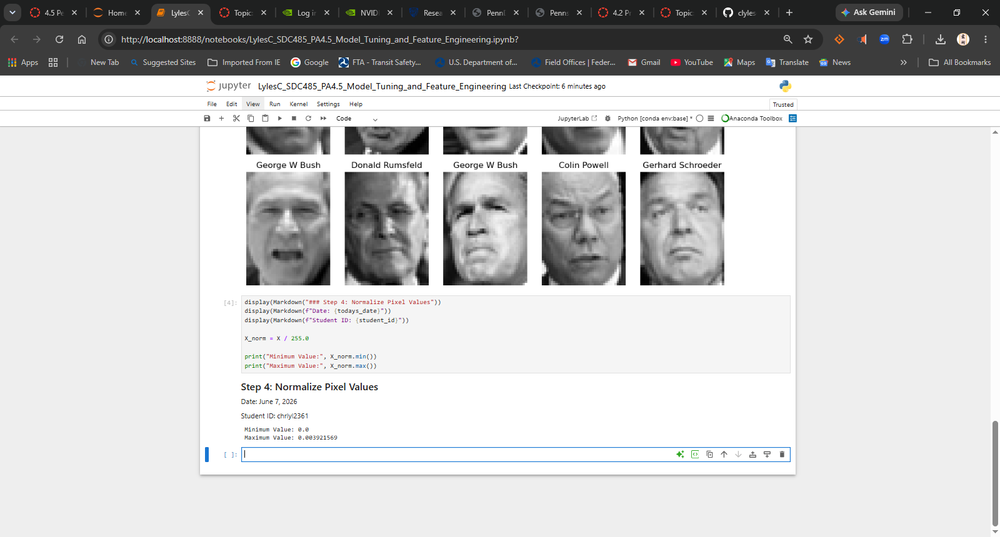 4.5 Pe
Home
LylesC
Topic:
Log in
NVIDI
Resea
PennD
Penns
4.2 Pr
Topic:
clyles
Ask Gemini
http://localhost:8888/notebooks/LylesC_SDC485_PA4.5_Model_Tuning_and_Feature_Engineering.ipynb?
zm
Apps
New Tab
Suggested Sites
Imported From IE
Google
FTA - Transit Safety...
U.S. Department of...
Field Offices | Feder...
Gmail
YouTube
Maps
Translate
News
»
All Bookmarks
jupyter LylesC_SDC485_PA4.5_Model_Tuning_and_Feature_Engineering Last Checkpoint: 6 minutes ago
File Edit View Run Kernel Settings Help
Trusted
Code
JupyterLab
Python [conda env:base] *
Anaconda Toolbox
George W Bush
Donald Rumsfeld
George W Bush
Colin Powell
Gerhard Schroeder
[4]:
display(Markdown("### Step 4: Normalize Pixel Values"))
display(Markdown(f"Date: {todays_date}"))
display(Markdown(f"Student ID: {student_id}"))
X_norm = X / 255.0
print("Minimum Value:", X_norm.min())
print("Maximum Value:", X_norm.max())
Step 4: Normalize Pixel Values
Date: June 7, 2026
Student ID: chrlyl2361
Minimum Value: 0.0
Maximum Value: 0.003921569
[ ]: